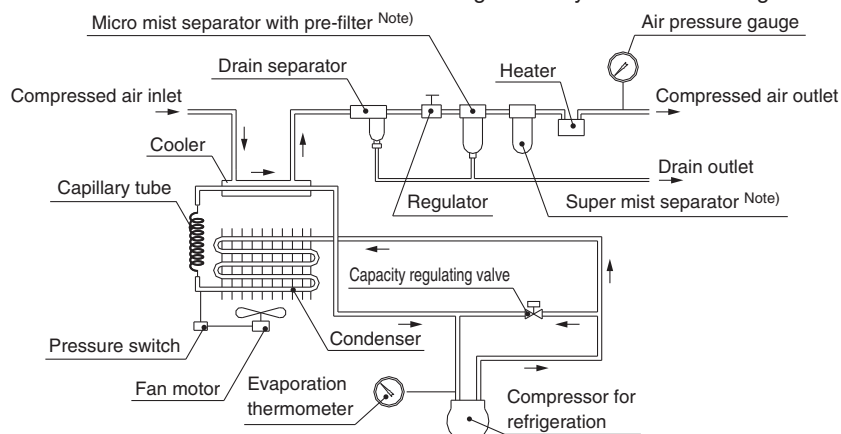 Micro mist separator with pre-filter Note)
Air pressure gauge
Drain separator
Heater
Compressed air inlet
Compressed air outlet
Cooler
Drain outlet
Capillary tube
Regulator
Super mist separator Note)
Capacity regulating valve
Condenser
Pressure switch
Fan motor
Evaporation
thermometer
Compressor for
refrigeration